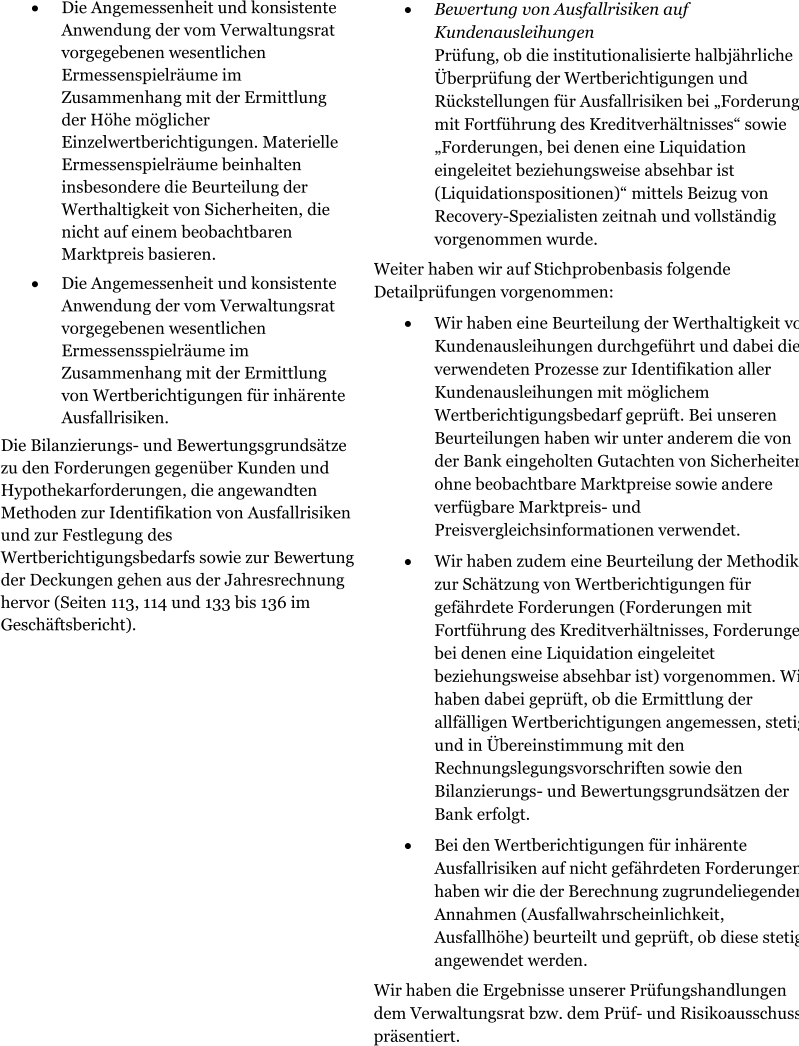 Die Angemessenheit und konsistente
Anwendung der vom Verwaltungsrat
vorgegebenen wesentlichen
Ermessenspielräume im
Zusammenhang mit der Ermittlung
der Höhe möglicher
Einzelwertberichtigungen. Materielle
Ermessenspielräume beinhalten
insbesondere die Beurteilung der
Werthaltigkeit von Sicherheiten, die
nicht auf einem beobachtbaren
Marktpreis basieren.
Die Angemessenheit und konsistente
Anwendung der vom Verwaltungsrat
vorgegebenen wesentlichen
Ermessensspielräume im
Zusammenhang mit der Ermittlung
von Wertberichtigungen für inhärente
Ausfallrisiken.
Die Bilanzierungs- und Bewertungsgrundsätze
zu den Forderungen gegenüber Kunden und
Hypothekarforderungen, die angewandten
Methoden zur Identifikation von Ausfallrisiken
und zur Festlegung des
Wertberichtigungsbedarfs sowie zur Bewertung
der Deckungen gehen aus der Jahresrechnung
hervor (Seiten 113, 114 und 133 bis 136 im
Geschäftsbericht).
Bewertung von Ausfallrisiken auf
Kundenausleihungen
Prüfung, ob die institutionalisierte halbjährliche
Überprüfung der Wertberichtigungen und
Rückstellungen für Ausfallrisiken bei „Forderung
mit Fortführung des Kreditverhältnisses“ sowie
„Forderungen, bei denen eine Liquidation
eingeleitet beziehungsweise absehbar ist
(Liquidationspositionen)“ mittels Beizug von
Recovery-Spezialisten zeitnah und vollständig
vorgenommen wurde.
Weiter haben wir auf Stichprobenbasis folgende
Detailprüfungen vorgenommen:
Wir haben eine Beurteilung der Werthaltigkeit vo
Kundenausleihungen durchgeführt und dabei die
verwendeten Prozesse zur Identifikation aller
Kundenausleihungen mit möglichem
Wertberichtigungsbedarf geprüft. Bei unseren
Beurteilungen haben wir unter anderem die von
der Bank eingeholten Gutachten von Sicherheiten
ohne beobachtbare Marktpreise sowie andere
verfügbare Marktpreis- und
Preisvergleichsinformationen verwendet.
Wir haben zudem eine Beurteilung der Methodik
zur Schätzung von Wertberichtigungen für
gefährdete Forderungen (Forderungen mit
Fortführung des Kreditverhältnisses, Forderunge
bei denen eine Liquidation eingeleitet
beziehungsweise absehbar ist) vorgenommen. Wi
haben dabei geprüft, ob die Ermittlung der
allfälligen Wertberichtigungen angemessen, stetig
und in Übereinstimmung mit den
Rechnungslegungsvorschriften sowie den
Bilanzierungs- und Bewertungsgrundsätzen der
Bank erfolgt.
Bei den Wertberichtigungen für inhärente
Ausfallrisiken auf nicht gefährdeten Forderungen
haben wir die der Berechnung zugrundeliegenden
Annahmen (Ausfallwahrscheinlichkeit,
Ausfallhöhe) beurteilt und geprüft, ob diese stetig
angewendet werden.
Wir haben die Ergebnisse unserer Prüfungshandlungen
dem Verwaltungsrat bzw. dem Prüf- und Risikoausschuss
präsentiert.